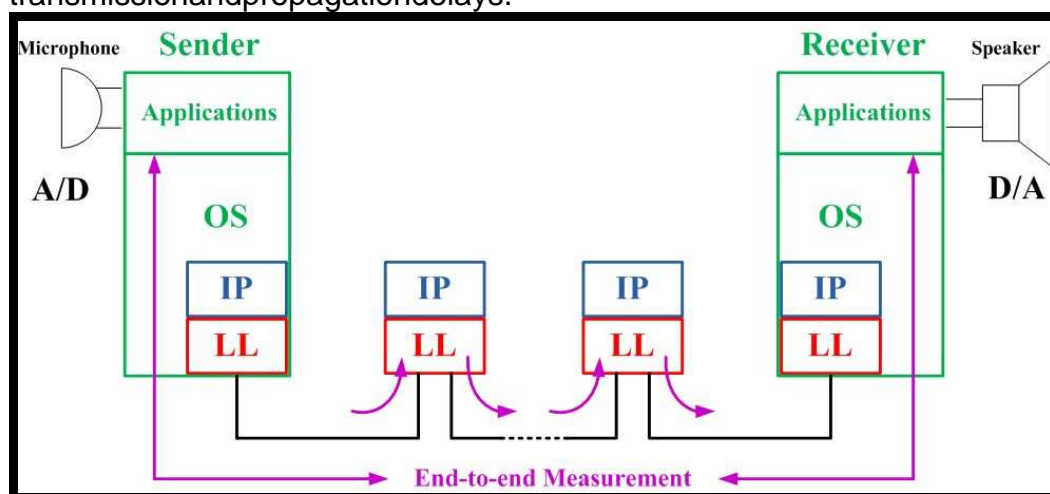 transmissionandpropagationdelays.
Microphone Sender Receiver Speaker
Applications Applications
A/D D/A
OS OS
IP IP IP IP
LL LL LL LL
End-to-end Measurement